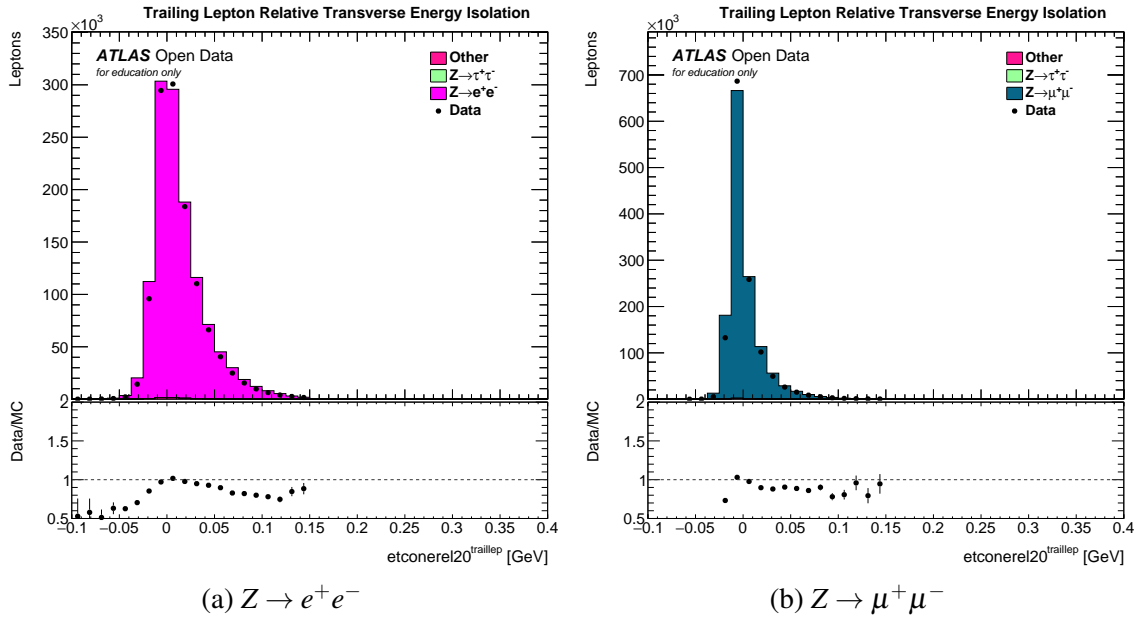 Trailing Lepton Relative Transverse Energy Isolation
×10³
Leptons
350
300
250
200
150
100
50
0
ATLAS Open Data
for education only
Other
Z→τ⁺τ⁻
Z→e⁺e⁻
Data
Data/MC
2
1.5
1
0.5
−0.1 −0.05 0 0.05 0.1 0.15 0.2 0.25 0.3 0.35 0.4
etconerel20^traillep [GeV]
(a) Z → e⁺e⁻
Trailing Lepton Relative Transverse Energy Isolation
×10³
Leptons
700
600
500
400
300
200
100
0
ATLAS Open Data
for education only
Other
Z→τ⁺τ⁻
Z→μ⁺μ⁻
Data
Data/MC
2
1.5
1
0.5
−0.1 −0.05 0 0.05 0.1 0.15 0.2 0.25 0.3 0.35 0.4
etconerel20^traillep [GeV]
(b) Z → μ⁺μ⁻